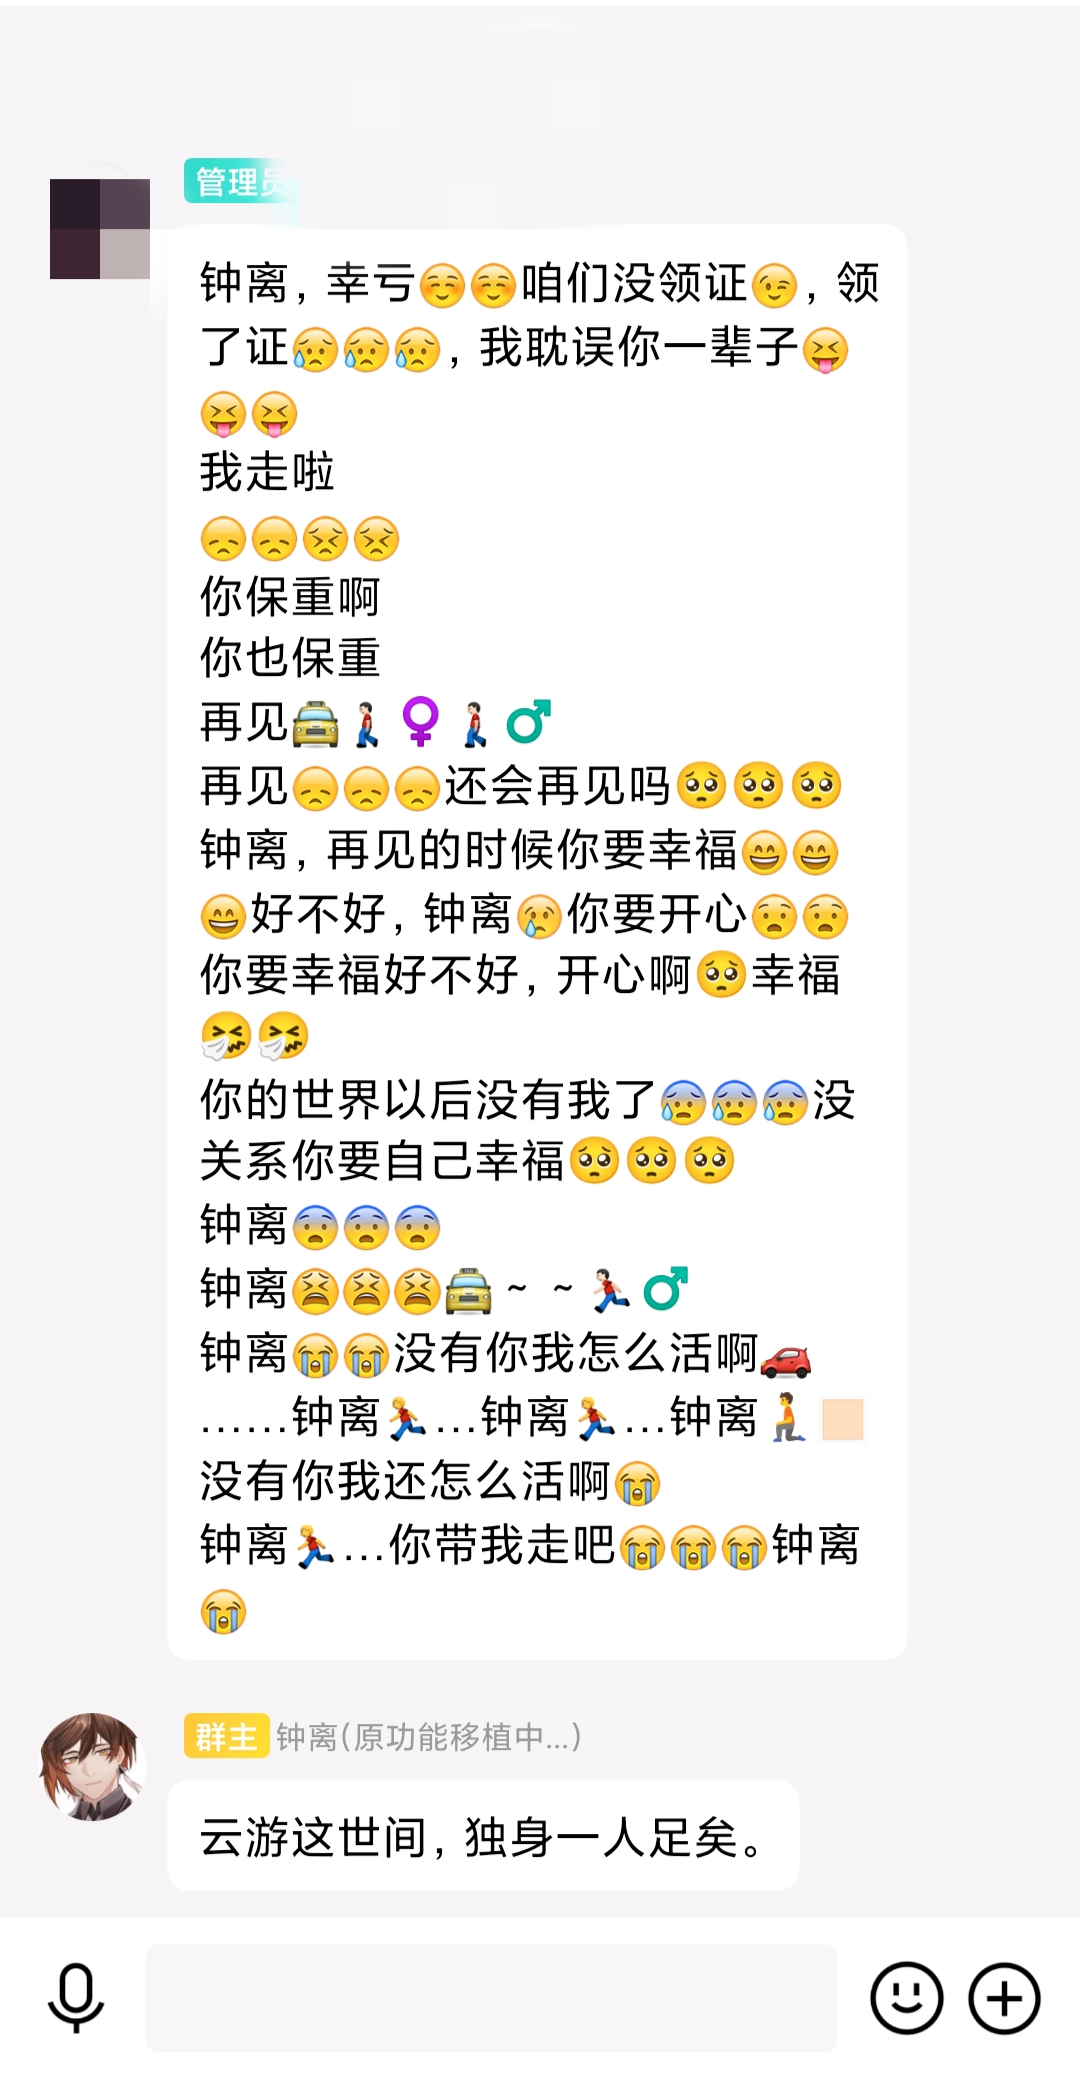 管理员
钟离，幸亏☺️☺️咱们没领证😉，领
了证😥😥😥，我耽误你一辈子😝
😝😝
我走啦
😞😞😣😣
你保重啊
你也保重
再见🚖🚶♀🚶♂
再见😞😞😞还会再见吗🥺🥺🥺
钟离，再见的时候你要幸福😄😄
😄好不好，钟离😢你要开心😧😧
你要幸福好不好，开心啊🥺幸福
🤧🤧
你的世界以后没有我了😰😰😰没
关系你要自己幸福🥺🥺🥺
钟离😨😨😨
钟离😫😫😫🚖~ ~🏃♂
钟离😭😭没有你我怎么活啊🚗
......钟离🏃...钟离🏃...钟离🧎🏼
没有你我还怎么活啊😭
钟离🏃...你带我走吧😭😭😭钟离
😭
群主 钟离(原功能移植中...)
云游这世间，独身一人足矣。